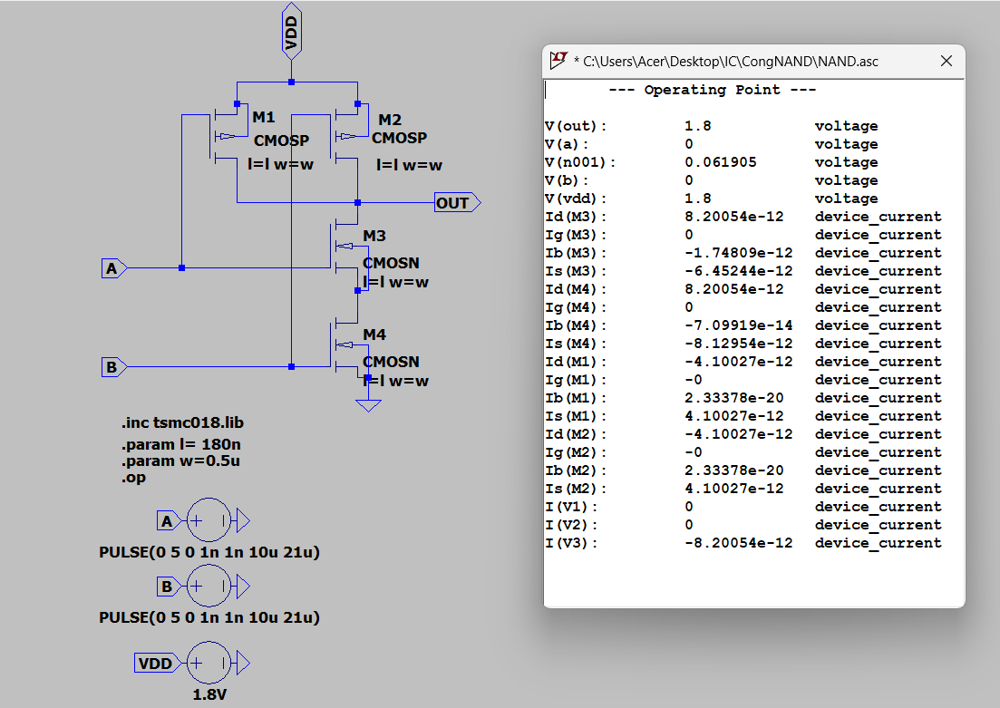 VDD
M1
CMOSP
l=l w=w
M2
CMOSP
l=l w=w
OUT
M3
CMOSN
l=l w=w
A
M4
CMOSN
l=l w=w
B
.inc tsmc018.lib
.param l= 180n
.param w=0.5u
.op
A
PULSE(0 5 0 1n 1n 10u 21u)
B
PULSE(0 5 0 1n 1n 10u 21u)
VDD
1.8V
* C:\Users\Acer\Desktop\IC\CongNAND\NAND.asc
--- Operating Point ---
V(out): 1.8 voltage
V(a): 0 voltage
V(n001): 0.061905 voltage
V(b): 0 voltage
V(vdd): 1.8 voltage
Id(M3): 8.20054e-12 device_current
Ig(M3): 0 device_current
Ib(M3): -1.74809e-12 device_current
Is(M3): -6.45244e-12 device_current
Id(M4): 8.20054e-12 device_current
Ig(M4): 0 device_current
Ib(M4): -7.09919e-14 device_current
Is(M4): -8.12954e-12 device_current
Id(M1): -4.10027e-12 device_current
Ig(M1): -0 device_current
Ib(M1): 2.33378e-20 device_current
Is(M1): 4.10027e-12 device_current
Id(M2): -4.10027e-12 device_current
Ig(M2): -0 device_current
Ib(M2): 2.33378e-20 device_current
Is(M2): 4.10027e-12 device_current
I(V1): 0 device_current
I(V2): 0 device_current
I(V3): -8.20054e-12 device_current